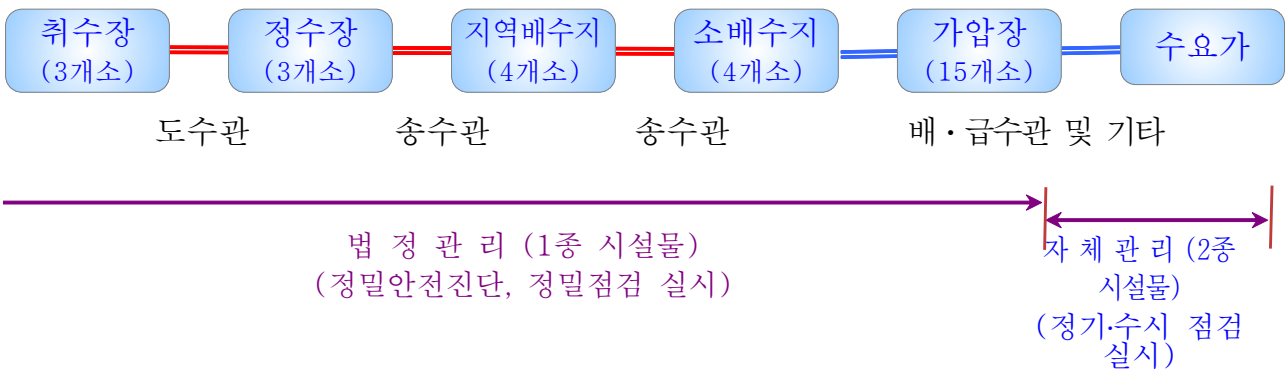 취수장
(3개소)
정수장
(3개소)
지역배수지
(4개소)
소배수지
(4개소)
가압장
(15개소)
수요가
도수관
송수관
송수관
배·급수관 및 기타
법 정 관 리 (1종 시설물)
(정밀안전진단, 정밀점검 실시)
자 체 관 리 (2종
시설물)
(정기·수시 점검
실시)